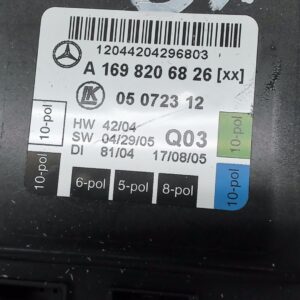 12044204296803
A 169 820 68 26 [xx]
LK 05 0723 12
HW 42/04
SW 04/29/05 Q03
DI 81/04 17/08/05
10-pol
10-pol
10-pol
10-pol
6-pol 5-pol 8-pol